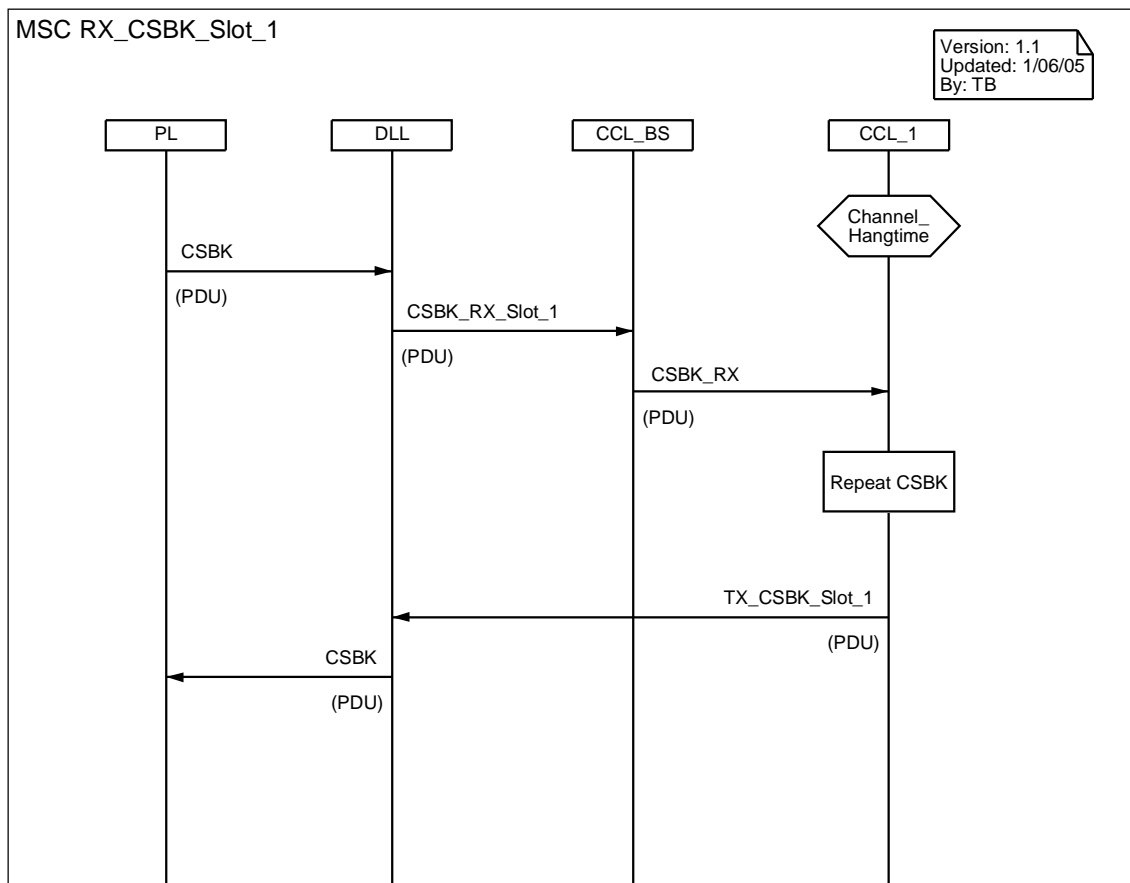 MSC RX_CSBK_Slot_1
Version: 1.1
Updated: 1/06/05
By: TB
PL
DLL
CCL_BS
CCL_1
Channel_
Hangtime
CSBK
(PDU)
CSBK_RX_Slot_1
(PDU)
CSBK_RX
(PDU)
Repeat CSBK
TX_CSBK_Slot_1
(PDU)
CSBK
(PDU)